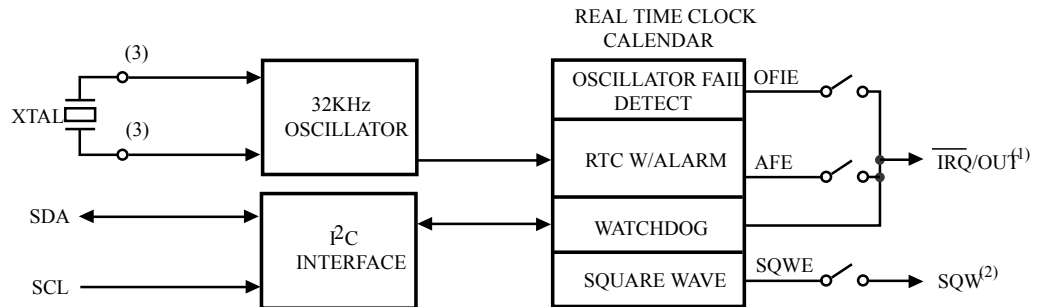 REAL TIME CLOCK
CALENDAR
(3)
XTAL
(3)
32KHz
OSCILLATOR
OSCILLATOR FAIL
DETECT
OFIE
RTC W/ALARM
AFE
IRQ/OUT(1)
SDA
SCL
I2C
INTERFACE
WATCHDOG
SQUARE WAVE
SQWE
SQW(2)